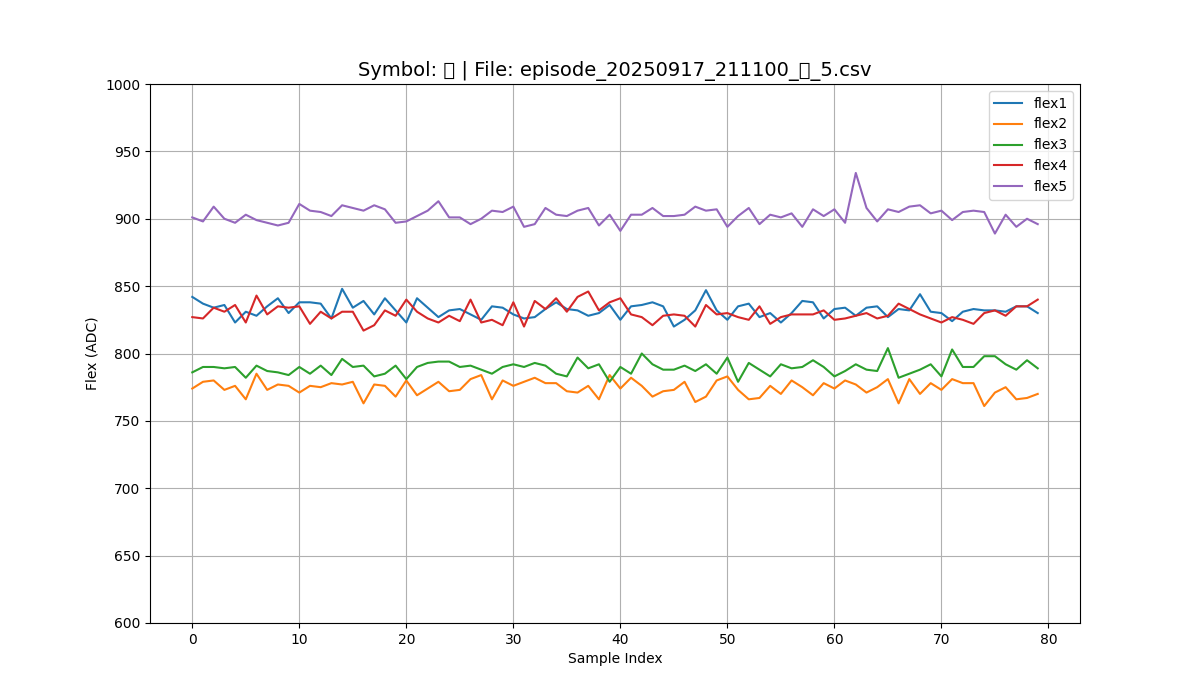 Symbol: | File: episode_20250917_211100_ _5.csv
1000
950
900
850
800
750
700
650
600
Flex (ADC)
flex1
flex2
flex3
flex4
flex5
0 10 20 30 40 50 60 70 80
Sample Index